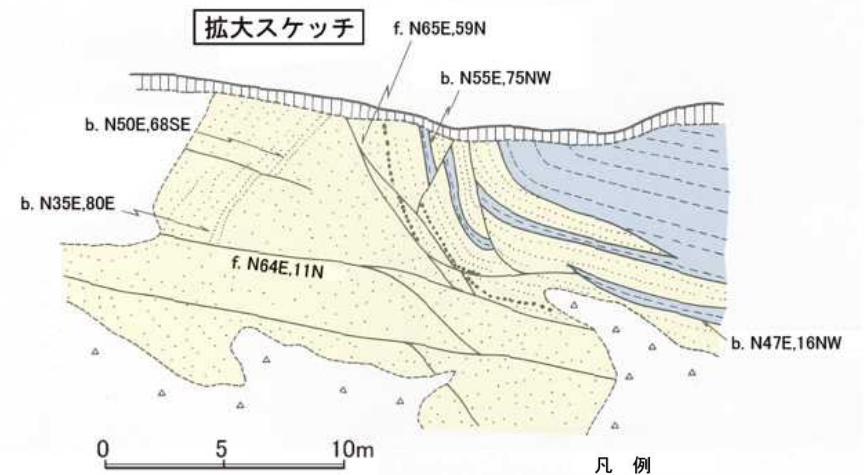 拡大スケッチ
f. N65E,59N
b. N55E,75NW
b. N50E,68SE
b. N35E,80E
f. N64E,11N
b. N47E,16NW
0 5 10m
凡 例